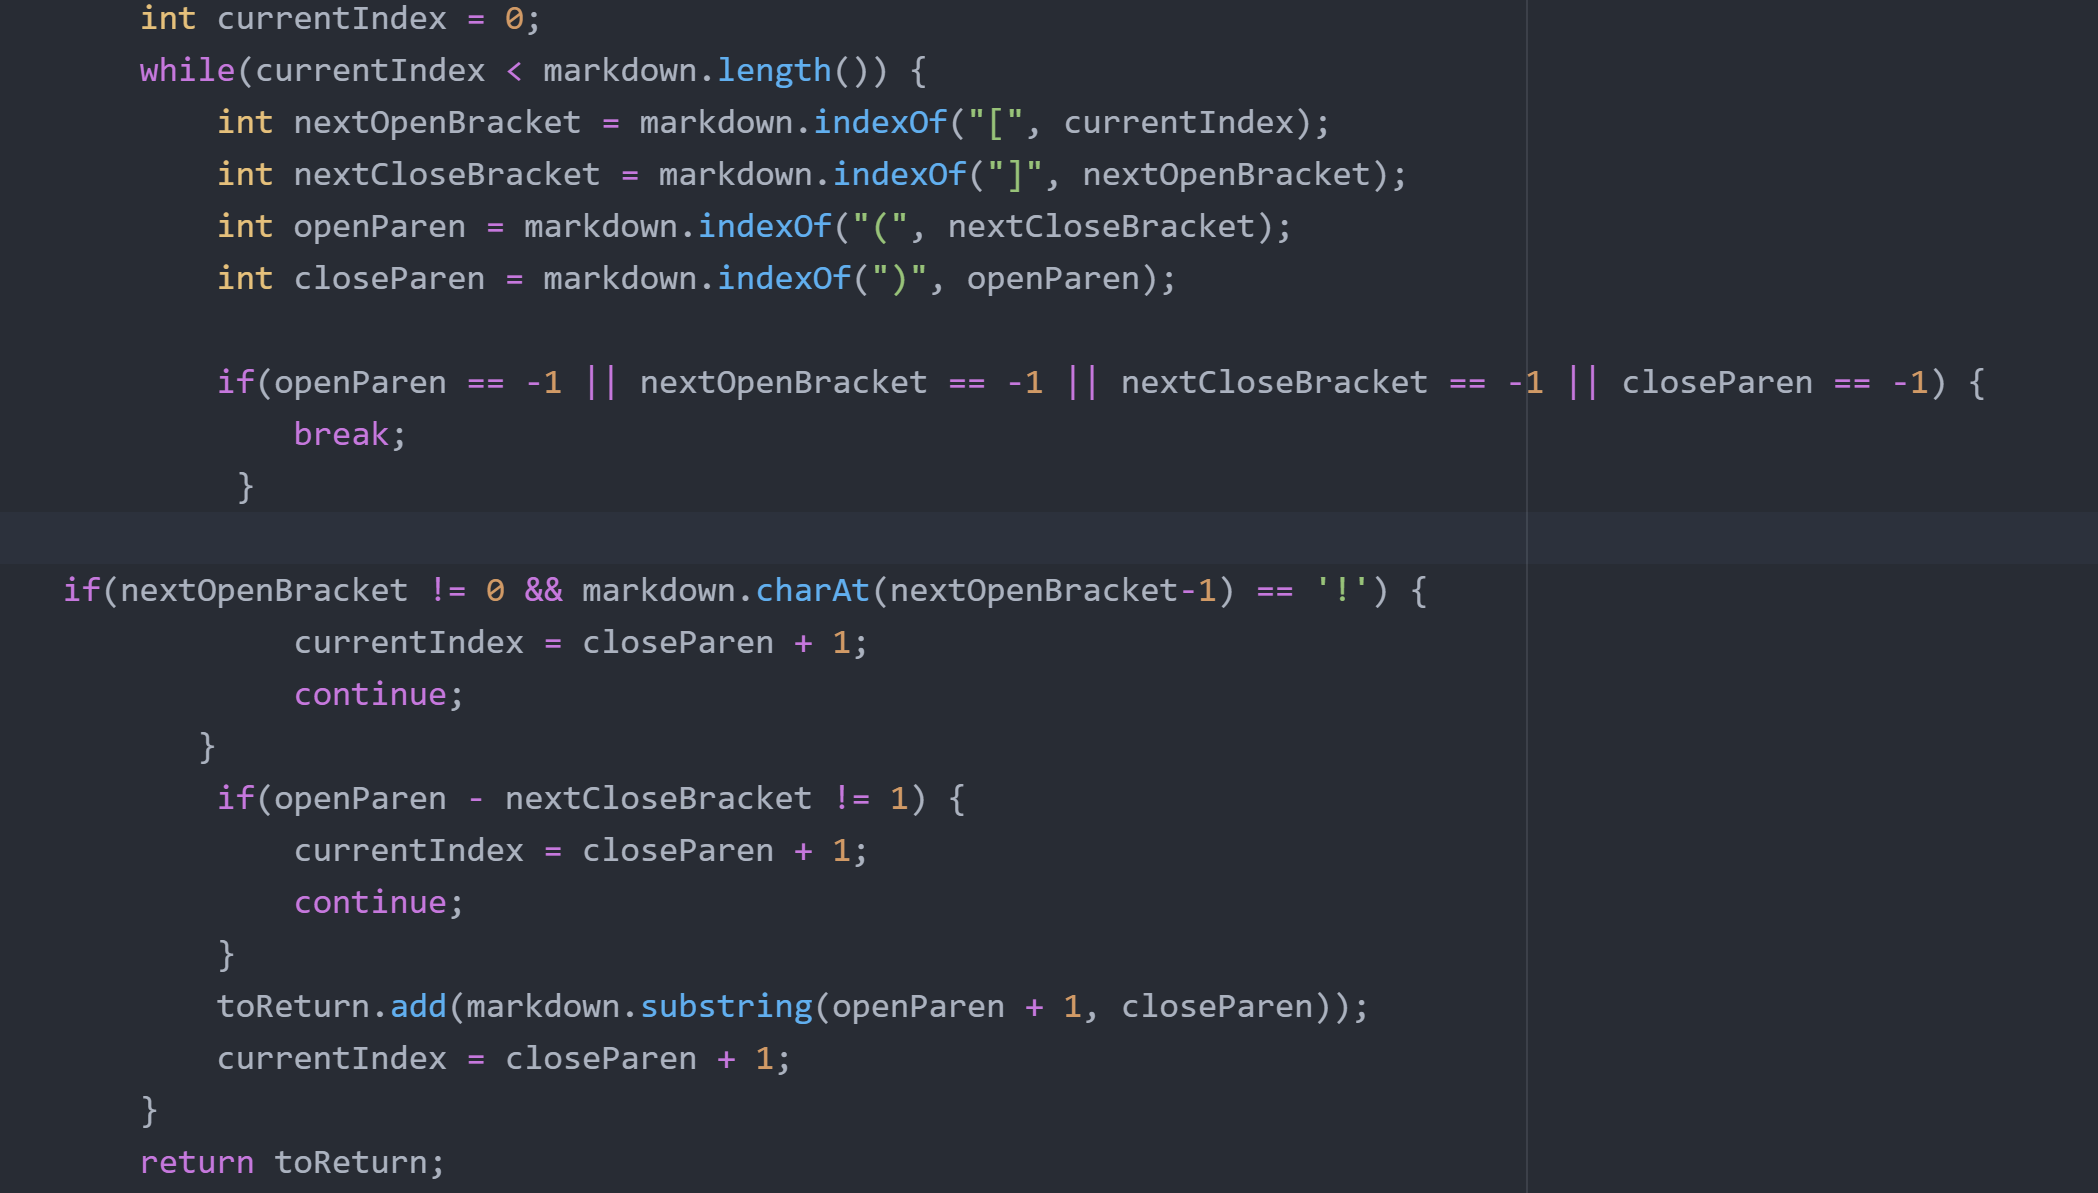 int currentIndex = 0;
while(currentIndex < markdown.length()) {
int nextOpenBracket = markdown.indexOf("[", currentIndex);
int nextCloseBracket = markdown.indexOf("]", nextOpenBracket);
int openParen = markdown.indexOf("(", nextCloseBracket);
int closeParen = markdown.indexOf(")", openParen);
if(openParen == -1 || nextOpenBracket == -1 || nextCloseBracket == -1 || closeParen == -1) {
break;
}
if(nextOpenBracket != 0 && markdown.charAt(nextOpenBracket-1) == '!') {
currentIndex = closeParen + 1;
continue;
}
if(openParen - nextCloseBracket != 1) {
currentIndex = closeParen + 1;
continue;
}
toReturn.add(markdown.substring(openParen + 1, closeParen));
currentIndex = closeParen + 1;
}
return toReturn;